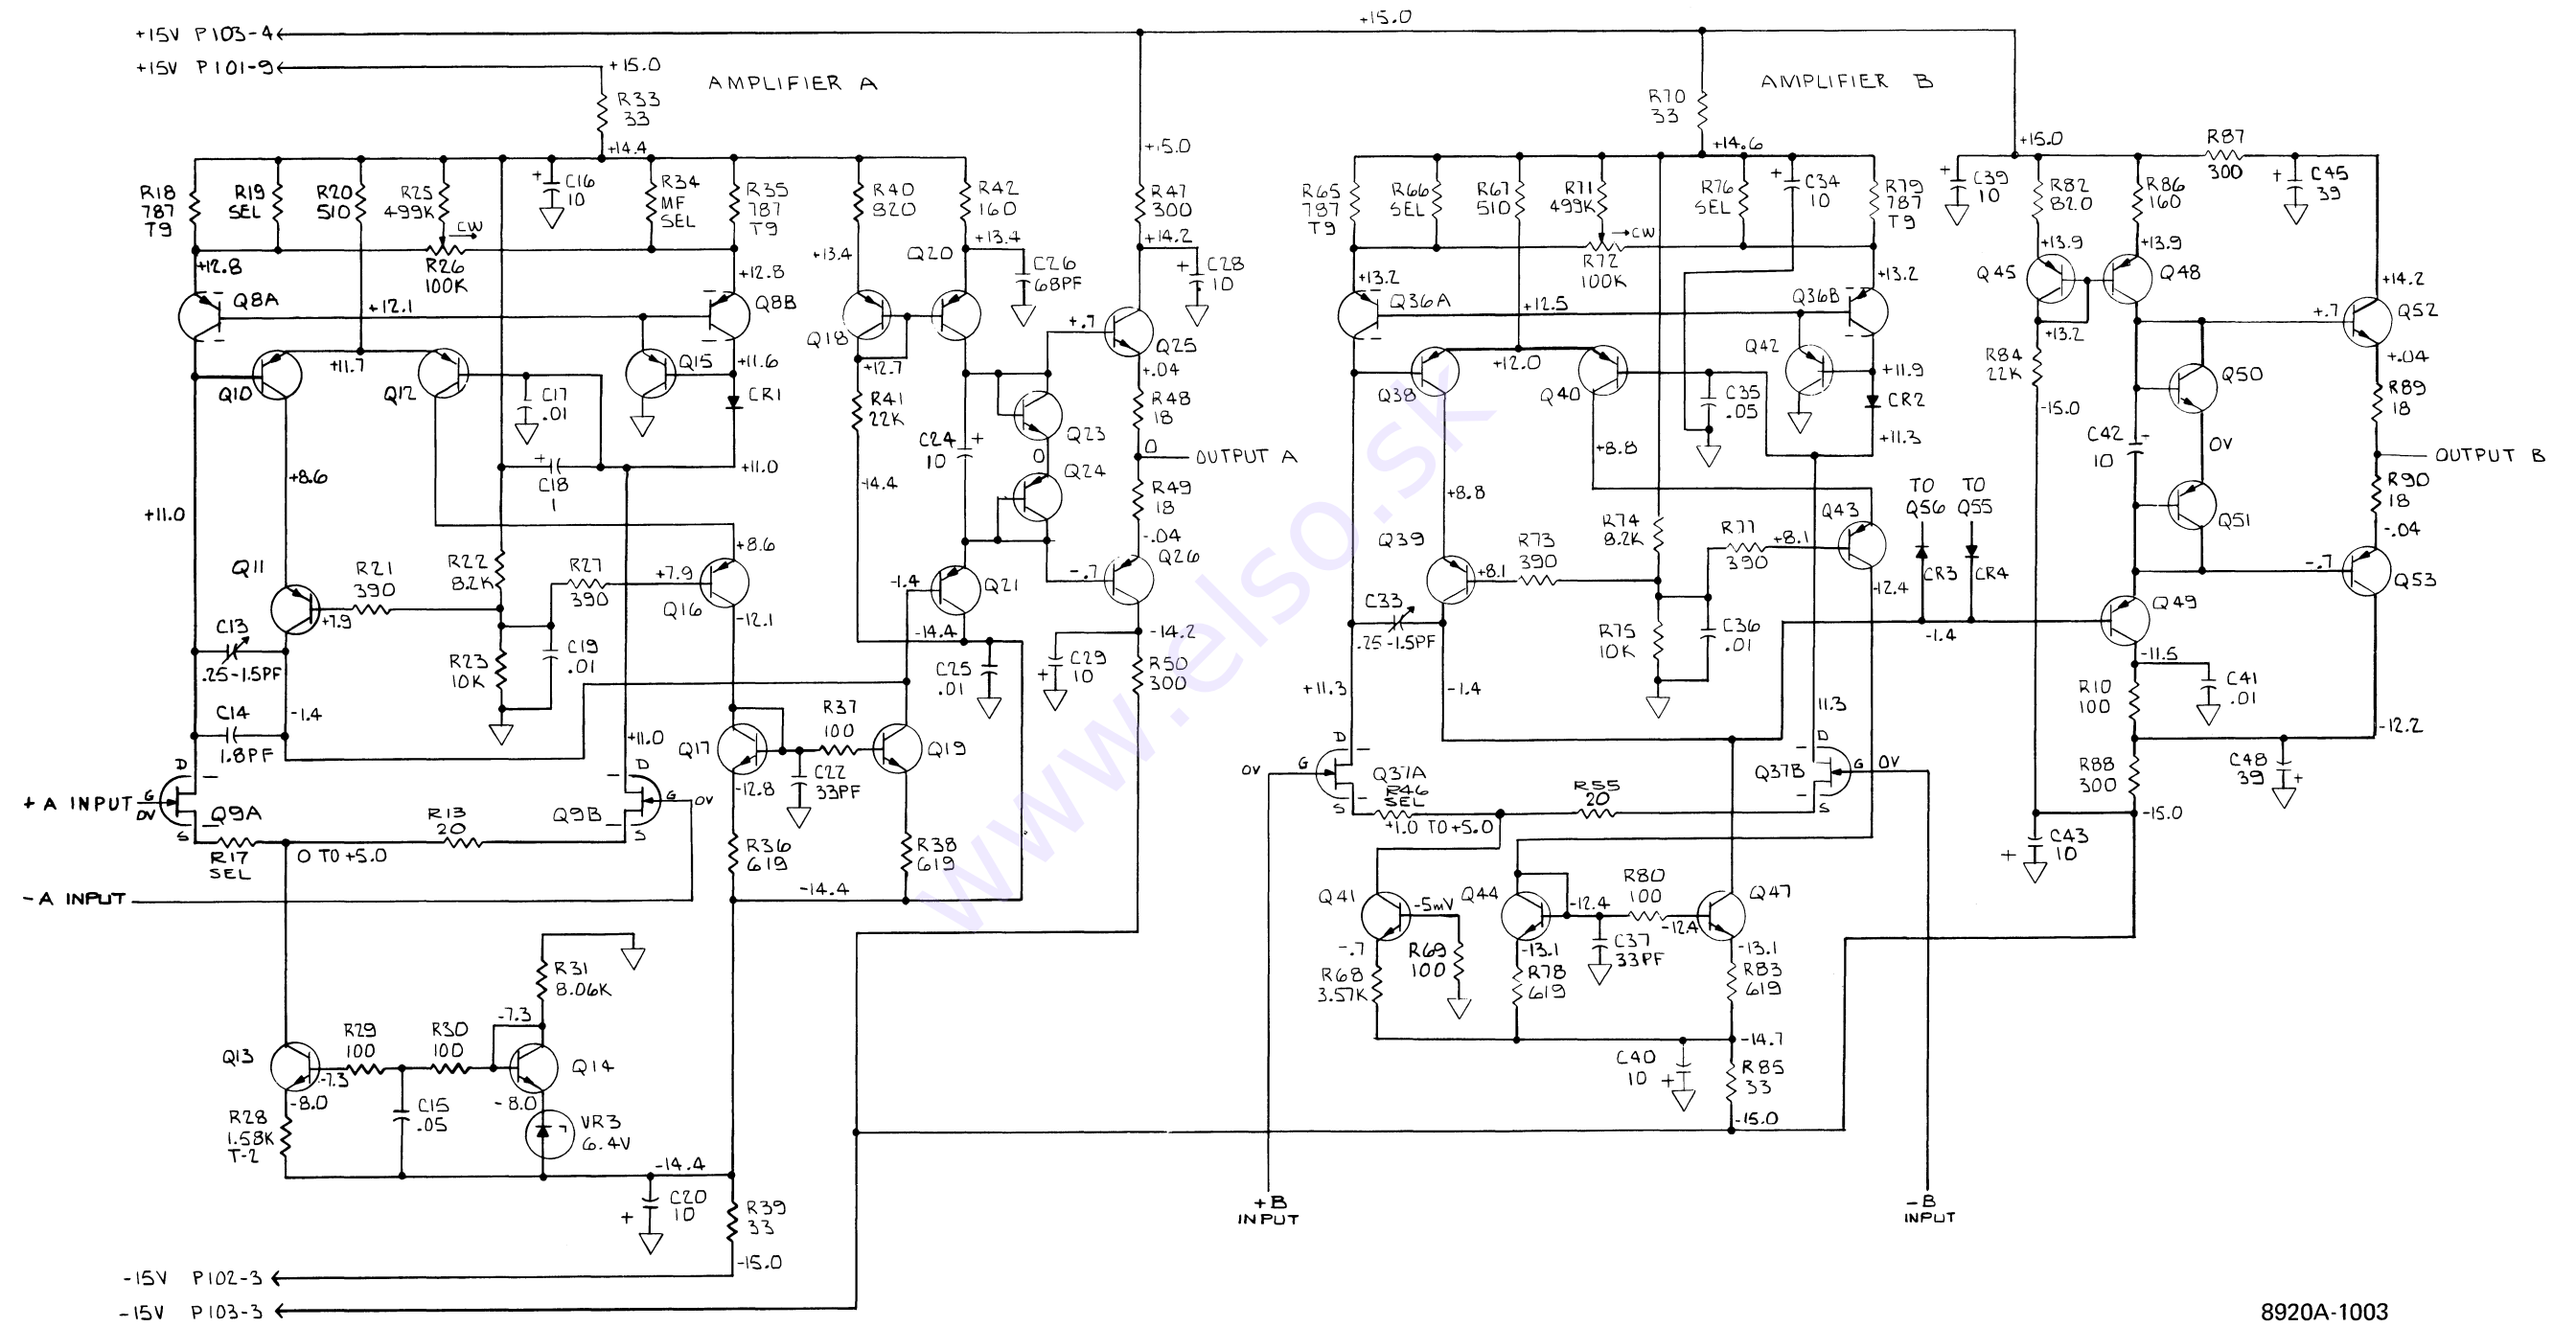 +15.0
+15V P103-4
+15V P101-9
+15.0
AMPLIFIER A
AMPLIFIER B
R33
33
+14.4
R70
33
+14.6
+15.0
+15.0
R87
300
R18
787
T9
R19
SEL
R20
510
R25
499K
CW
+
C16
10
R34
MF
SEL
R35
787
T9
R40
820
R42
160
R47
300
R65
787
T9
R66
SEL
R67
510
R71
499K
CW
R76
SEL
+
C34
10
R79
787
T9
+
C39
10
R82
820
R86
160
+
C45
39
+12.8
R26
100K
+12.8
+13.4
Q20
+13.4
C26
68PF
+14.2
+
C28
10
+13.2
R72
100K
+13.2
+13.9
+13.9
Q45
Q48
+14.2
Q8A
+12.1
Q8B
Q18
+12.7
+.7
Q25
+.04
Q36A
+12.5
Q36B
+13.2
+.7
Q52
+.04
Q10
+11.7
Q12
C17
.01
Q15
+11.6
CR1
R41
22K
Q23
R48
18
Q38
+12.0
Q40
C35
.05
Q42
+11.9
CR2
R84
22K
Q50
R89
18
-15.0
+8.6
+
C18
1
+11.0
-14.4
C24
10
+
0
Q24
0
OUTPUT A
+8.8
+8.8
+11.3
TO
Q56
TO
Q55
C42
10
0V
OUTPUT B
+11.0
+8.6
R49
18
-.04
R74
8.2K
R77
390
+8.1
Q43
CR3
CR4
Q51
R90
18
-.04
Q11
R21
390
R22
8.2K
R27
390
+7.9
Q16
-1.4
Q21
-.7
Q26
Q39
+8.1
R73
390
12.4
-.7
Q53
+7.9
-12.1
C13
.25-1.5PF
R23
10K
C19
.01
-14.4
C25
.01
-14.2
C29
10
+
R50
300
C33
.25-1.5PF
R75
10K
C36
.01
-1.4
Q49
-11.5
C41
.01
R10
100
C14
1.8PF
-1.4
+11.0
Q17
R37
100
Q19
+11.3
-1.4
11.3
-12.2
C48
39
+
R88
300
+ A INPUT
G
0V
D
S
Q9A
D
G
S
Q9B
0V
-12.8
C22
33PF
0V
G
D
S
Q37A
R46
SEL
R55
20
Q37B
D
G
S
0V
R17
SEL
0 TO +5.0
R13
20
R36
619
R38
619
+1.0 TO +5.0
-15.0
C43
10
+
- A INPUT
-14.4
Q41
-5mV
Q44
-12.4
R80
100
-12.4
Q47
-.7
R69
100
-13.1
C37
33PF
-13.1
R68
3.57K
R78
619
R83
619
R31
8.06K
-7.3
Q13
-7.3
R29
100
R30
100
Q14
-14.7
C40
10
+
R85
33
-8.0
R28
1.58K
T-2
C15
.05
-8.0
VR3
6.4V
-15.0
-14.4
C20
10
+
R39
33
-15.0
+B
INPUT
-B
INPUT
-15V P102-3
-15V P103-3
8920A-1003
www.elso.sk